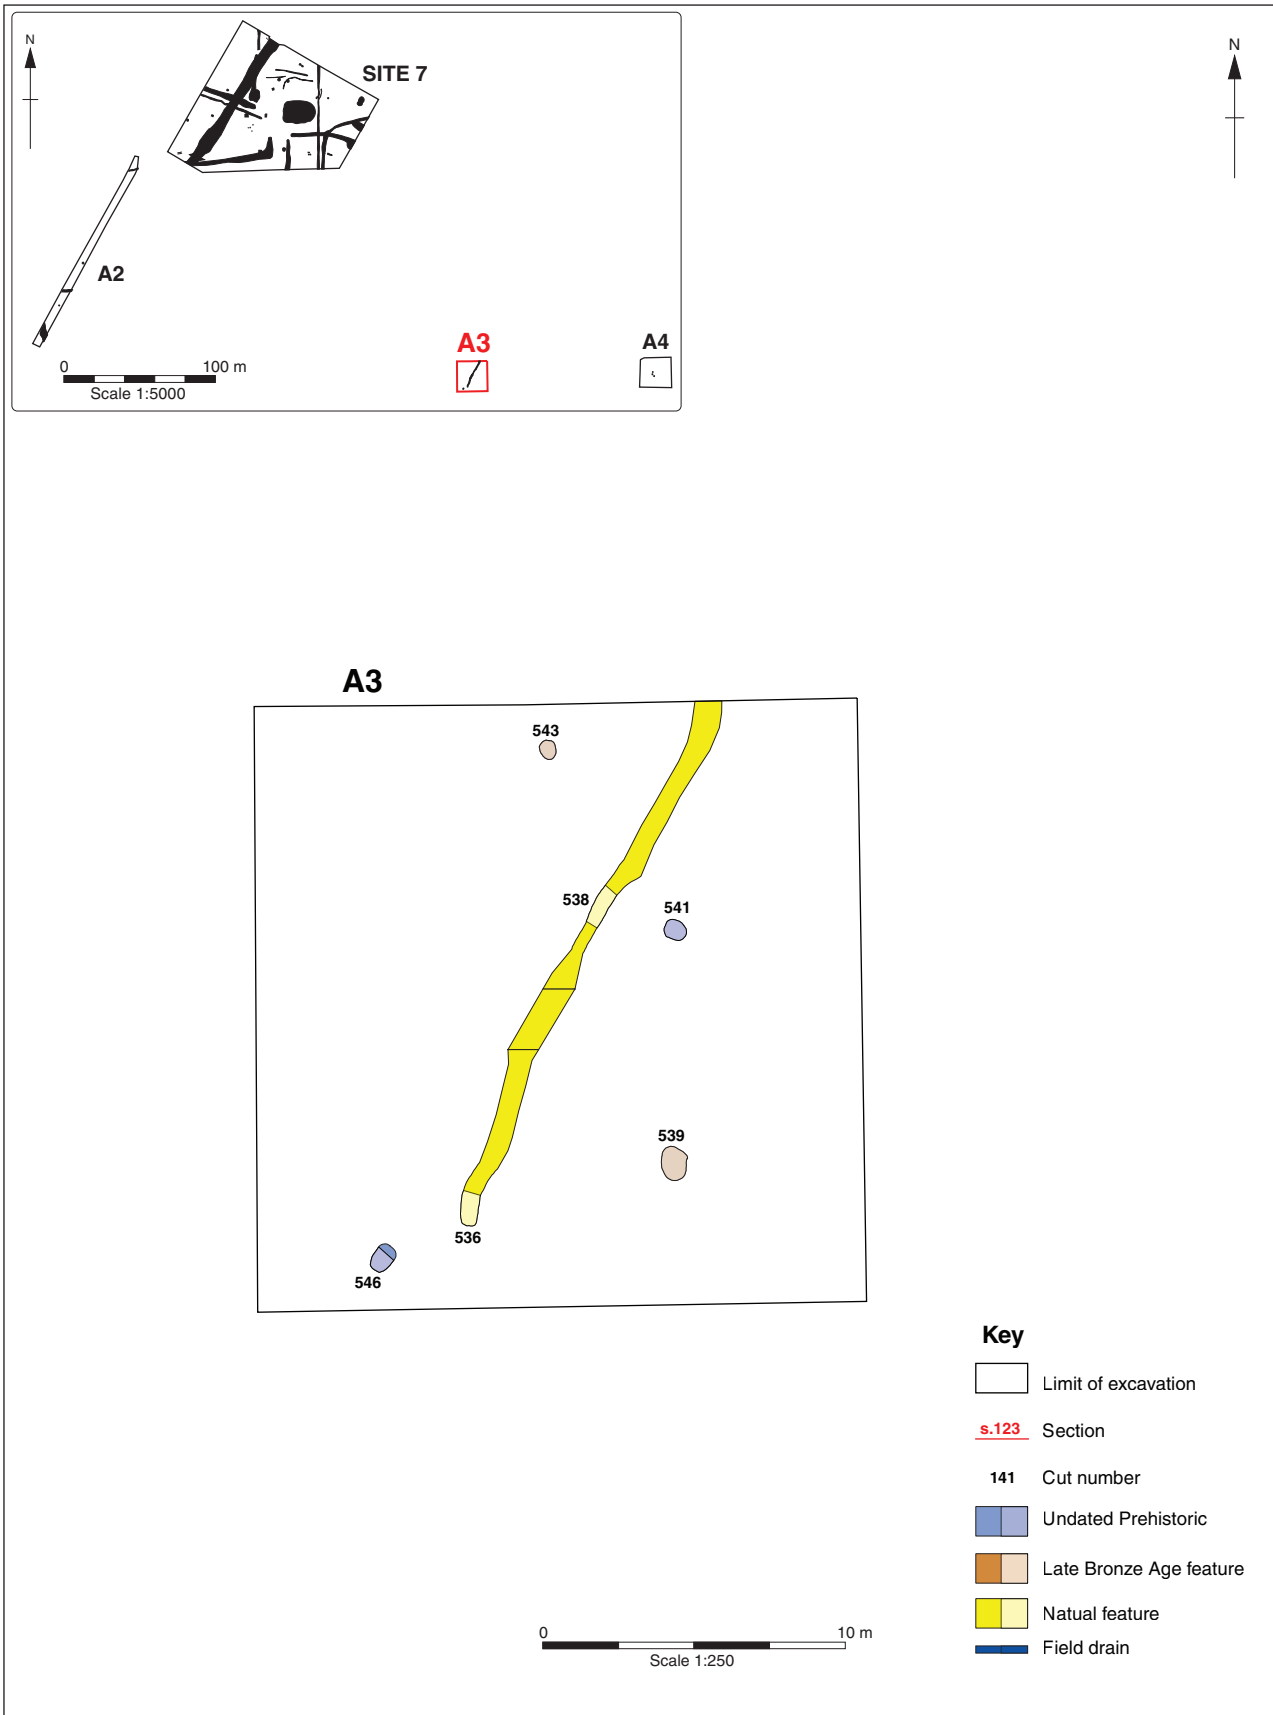 N
SITE 7
N
A2
A3
A4
0 100 m
Scale 1:5000
A3
543
538
541
539
536
546
Key
Limit of excavation
s.123 Section
141 Cut number
Undated Prehistoric
Late Bronze Age feature
Natual feature
Field drain
0 10 m
Scale 1:250